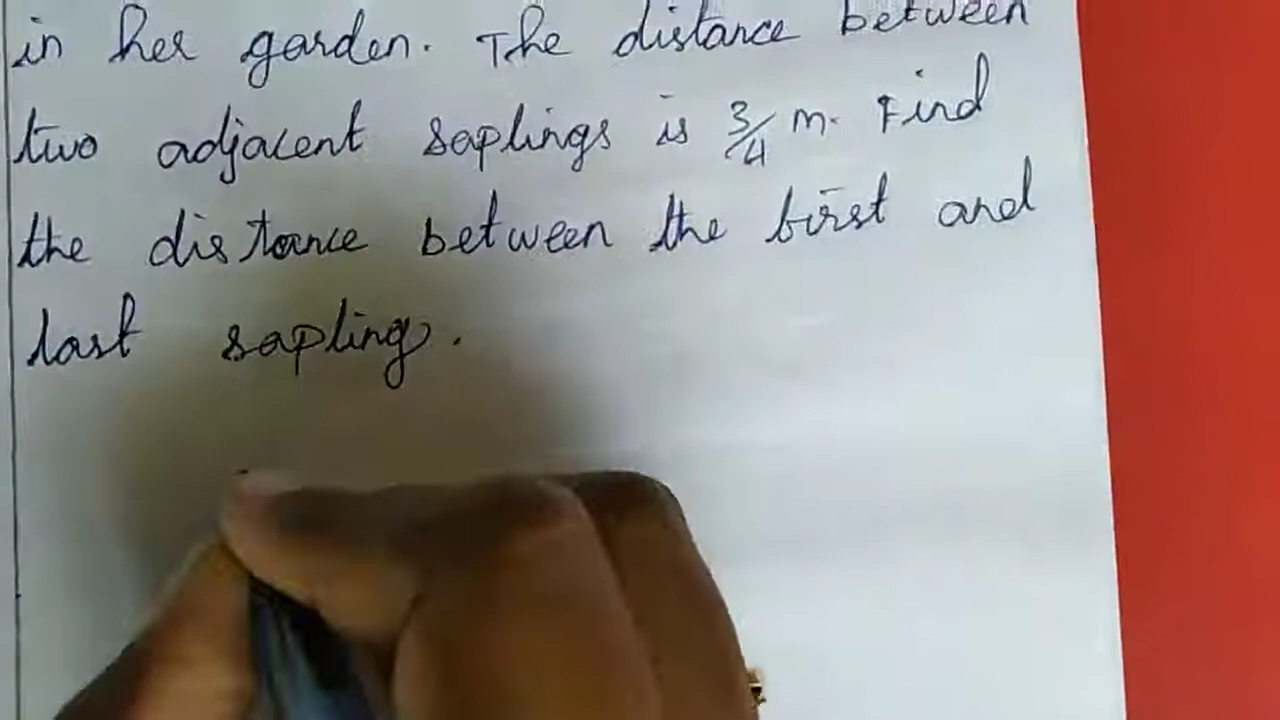 in her garden. The distance between
two adjacent saplings is 3/4 m. Find
the distance between the first and
last sapling.